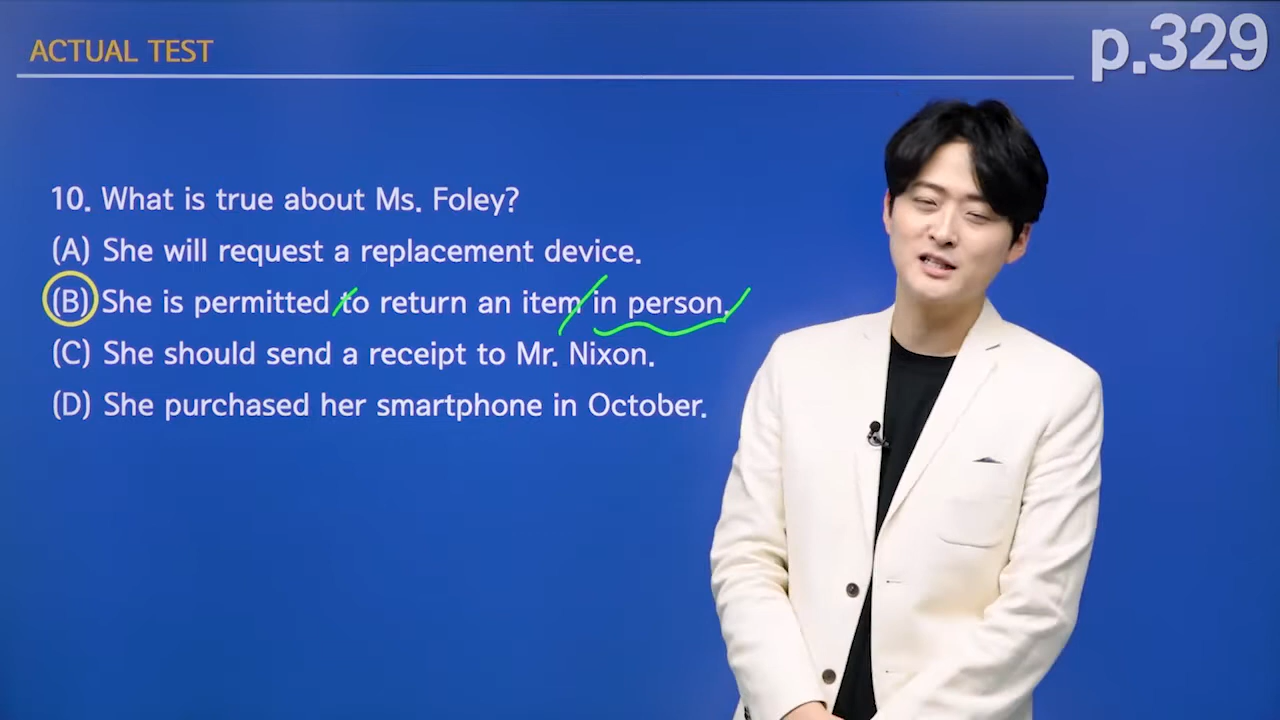 ACTUAL TEST
p.329
10. What is true about Ms. Foley?
(A) She will request a replacement device.
(B) She is permitted to return an item in person.
(C) She should send a receipt to Mr. Nixon.
(D) She purchased her smartphone in October.